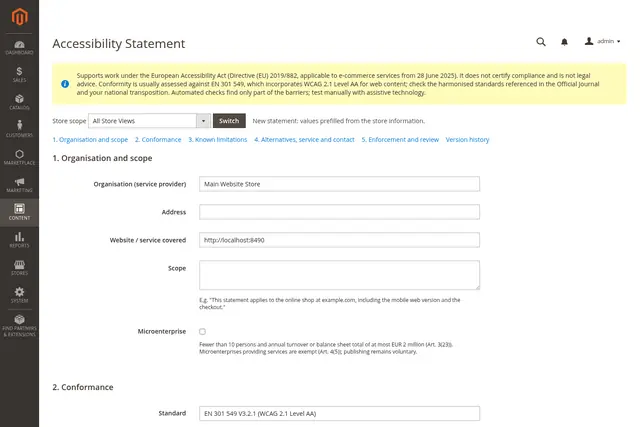 Accessibility Statement
admin
DASHBOARD
SALES
CATALOG
CUSTOMERS
MARKETPLACE
MARKETING
CONTENT
REPORTS
STORES
SYSTEM
FIND PARTNERS
& EXTENSIONS
Supports work under the European Accessibility Act (Directive (EU) 2019/882, applicable to e-commerce services from 28 June 2025). It does not certify compliance and is not legal
advice. Conformity is usually assessed against EN 301 549, which incorporates WCAG 2.1 Level AA for web content; check the harmonised standards referenced in the Official Journal
and your national transposition. Automated checks find only part of the barriers; test manually with assistive technology.
Store scope All Store Views Switch New statement: values prefilled from the store information.
1. Organisation and scope 2. Conformance 3. Known limitations 4. Alternatives, service and contact 5. Enforcement and review Version history
1. Organisation and scope
Organisation (service provider) Main Website Store
Address
Website / service covered http://localhost:8490
Scope
E.g. "This statement applies to the online shop at example.com, including the mobile web version and the
checkout."
Microenterprise
Fewer than 10 persons and annual turnover or balance sheet total of at most EUR 2 million (Art. 3(23)).
Microenterprises providing services are exempt (Art. 4(5)); publishing remains voluntary.
2. Conformance
Standard EN 301 549 V3.2.1 (WCAG 2.1 Level AA)